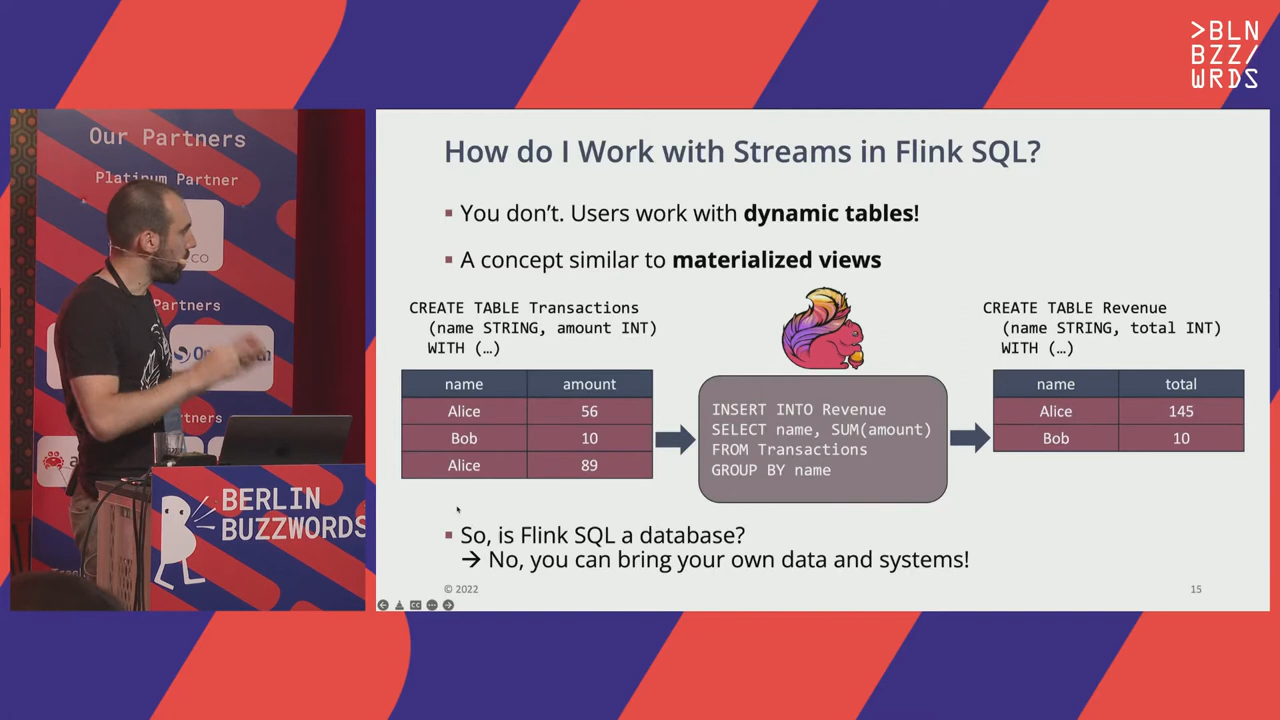 >BLN
BZZ/
WRDS
Our Partners
Platinum Partner
CO
Partners
BERLIN
BUZZWORDS
How do I Work with Streams in Flink SQL?
▪ You don't. Users work with dynamic tables!
▪ A concept similar to materialized views
CREATE TABLE Transactions
(name STRING, amount INT)
WITH (…)
name amount
Alice 56
Bob 10
Alice 89
INSERT INTO Revenue
SELECT name, SUM(amount)
FROM Transactions
GROUP BY name
CREATE TABLE Revenue
(name STRING, total INT)
WITH (…)
name total
Alice 145
Bob 10
▪ So, is Flink SQL a database?
→ No, you can bring your own data and systems!
© 2022
15
CC